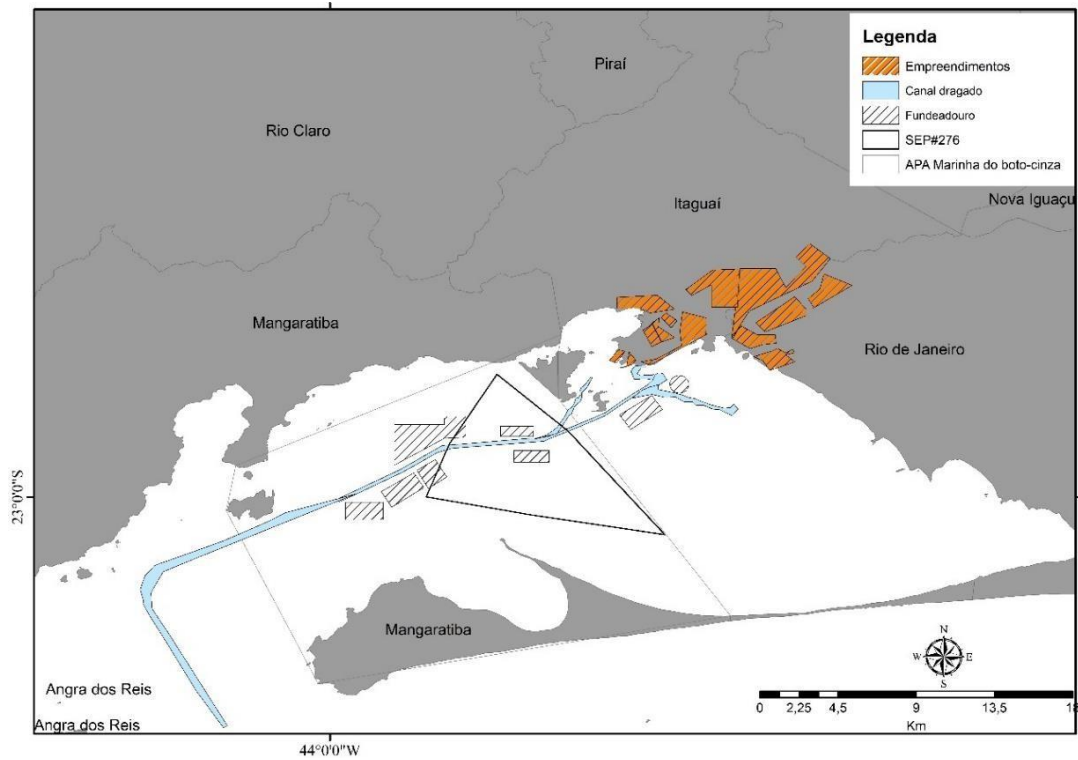 Legenda
Empreendimentos
Canal dragado
Fundeadouro
SEP#276
APA Marinha do boto-cinza
Piraí
Rio Claro
Nova Iguaçu
Itaguaí
Mangaratiba
Rio de Janeiro
23°0'0"S
Mangaratiba
N
W E
S
Angra dos Reis
Angra dos Reis
0 2,25 4,5 9 13,5 18
Km
44°0'0"W